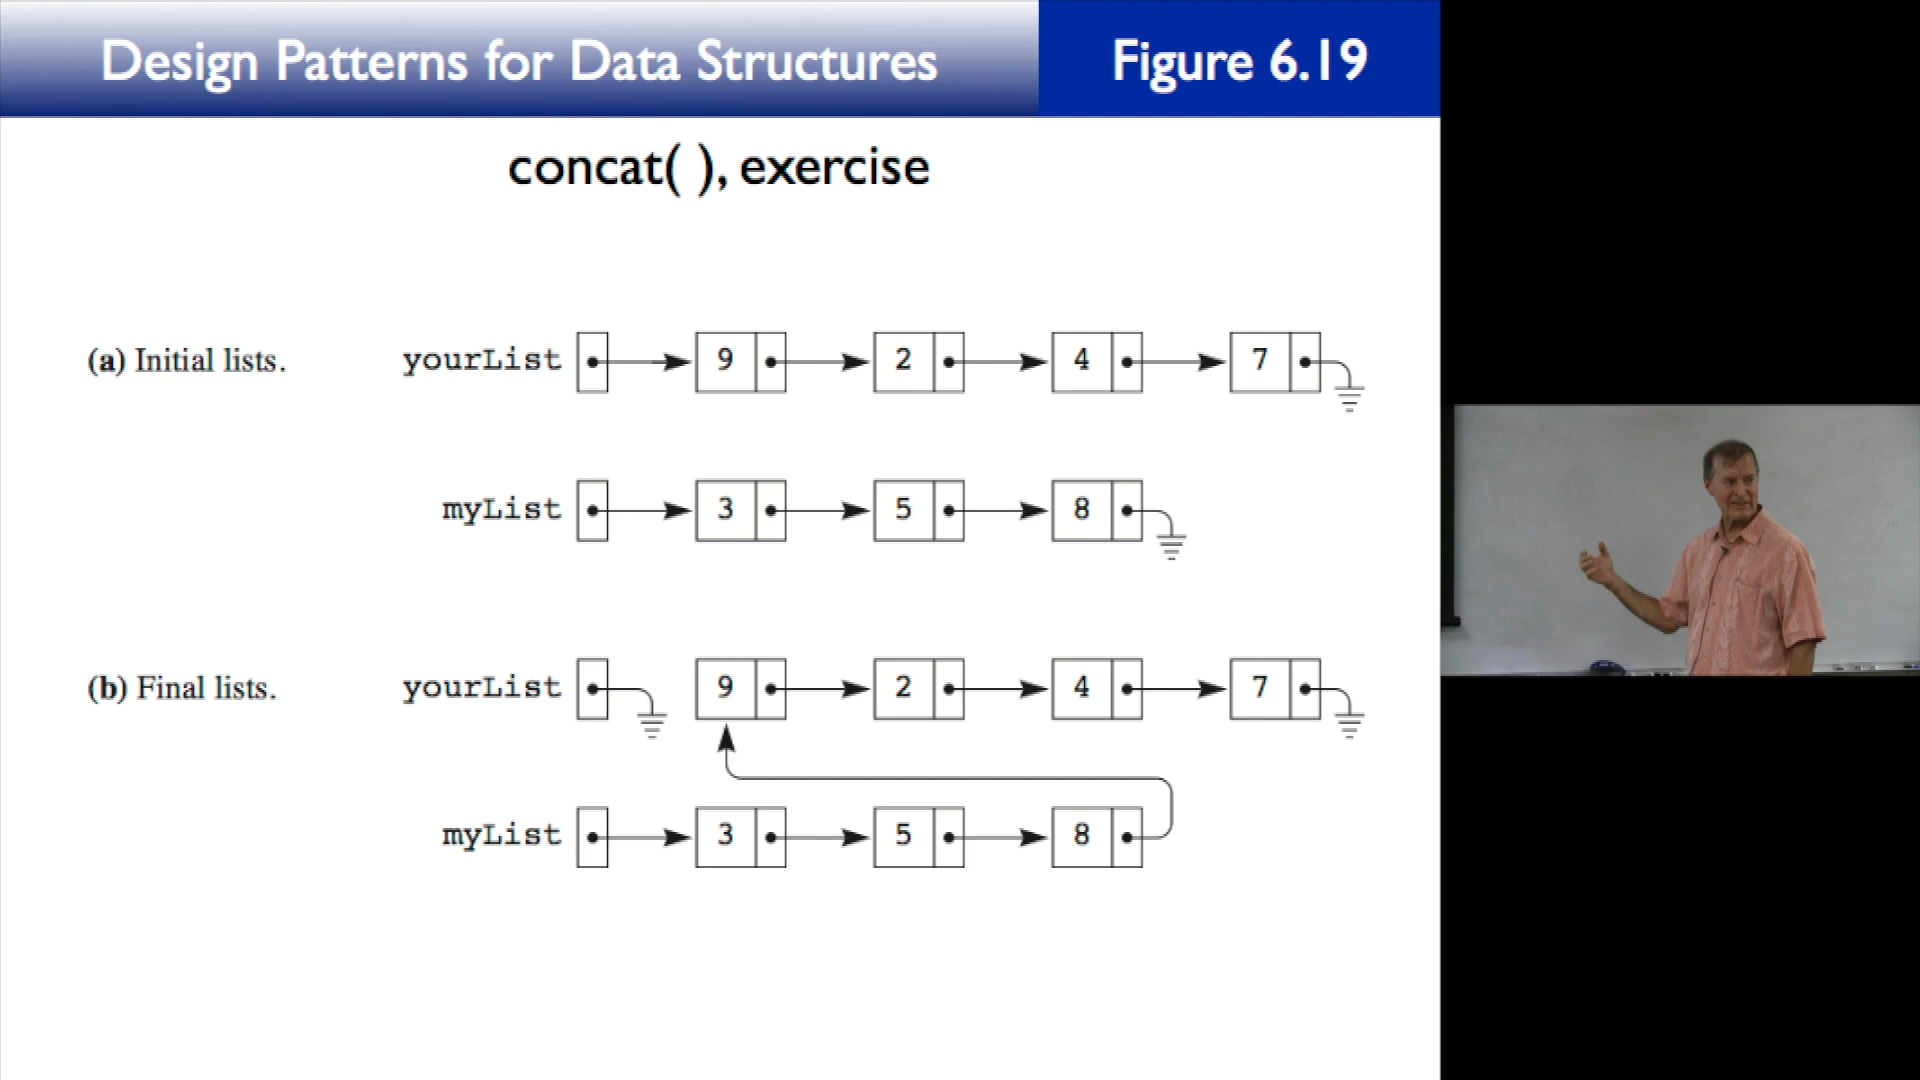 Design Patterns for Data Structures
Figure 6.19
concat( ), exercise
(a) Initial lists.
yourList 9 2 4 7
myList 3 5 8
(b) Final lists.
yourList 9 2 4 7
myList 3 5 8